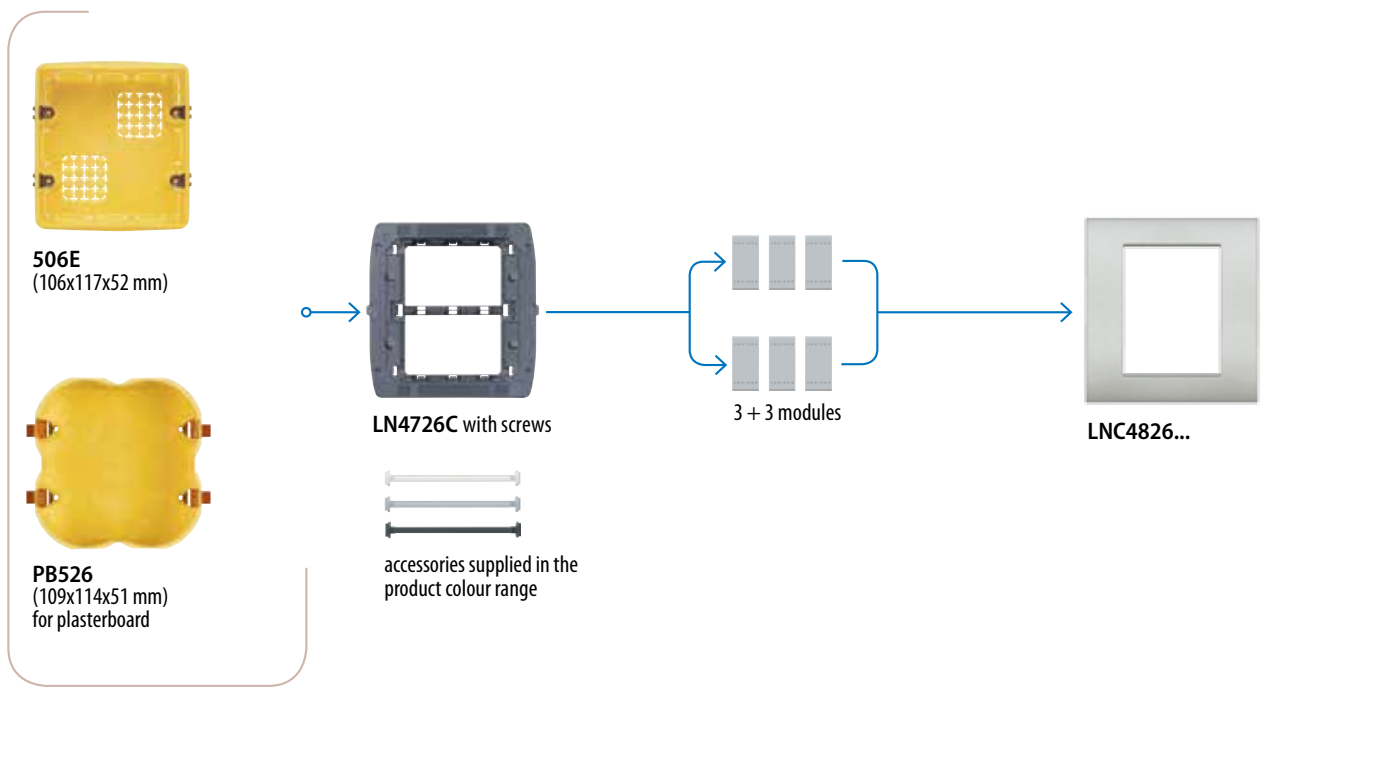 506E
(106x117x52 mm)
PB526
(109x114x51 mm)
for plasterboard
LN4726C with screws
accessories supplied in the
product colour range
3 + 3 modules
LNC4826...